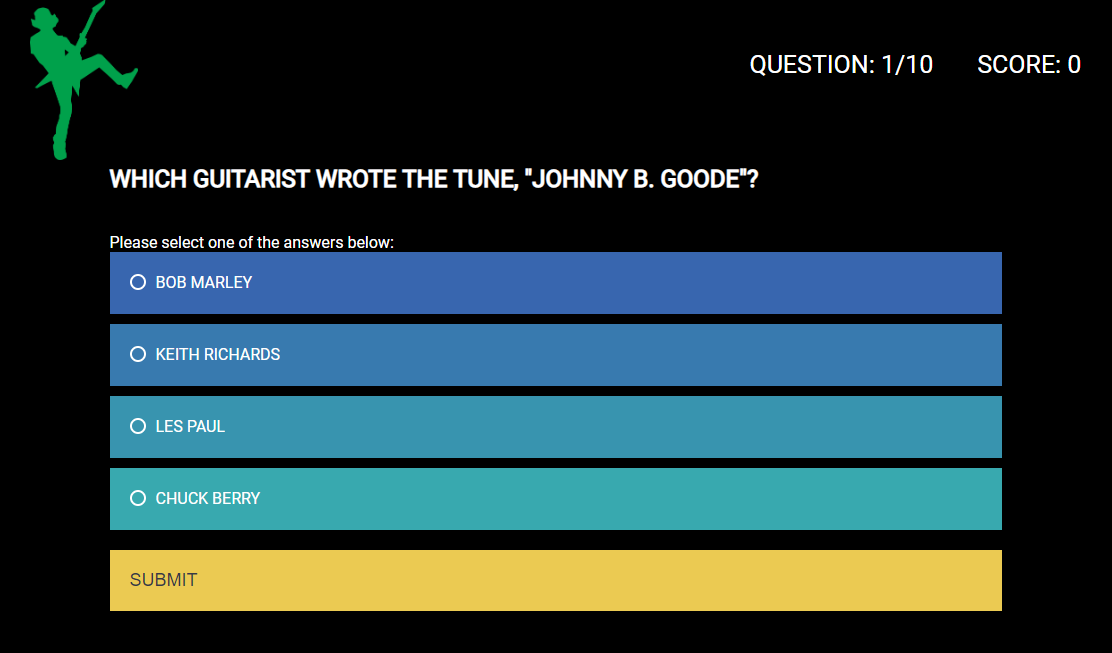 QUESTION: 1/10 SCORE: 0
WHICH GUITARIST WROTE THE TUNE, "JOHNNY B. GOODE"?
Please select one of the answers below:
BOB MARLEY
KEITH RICHARDS
LES PAUL
CHUCK BERRY
SUBMIT